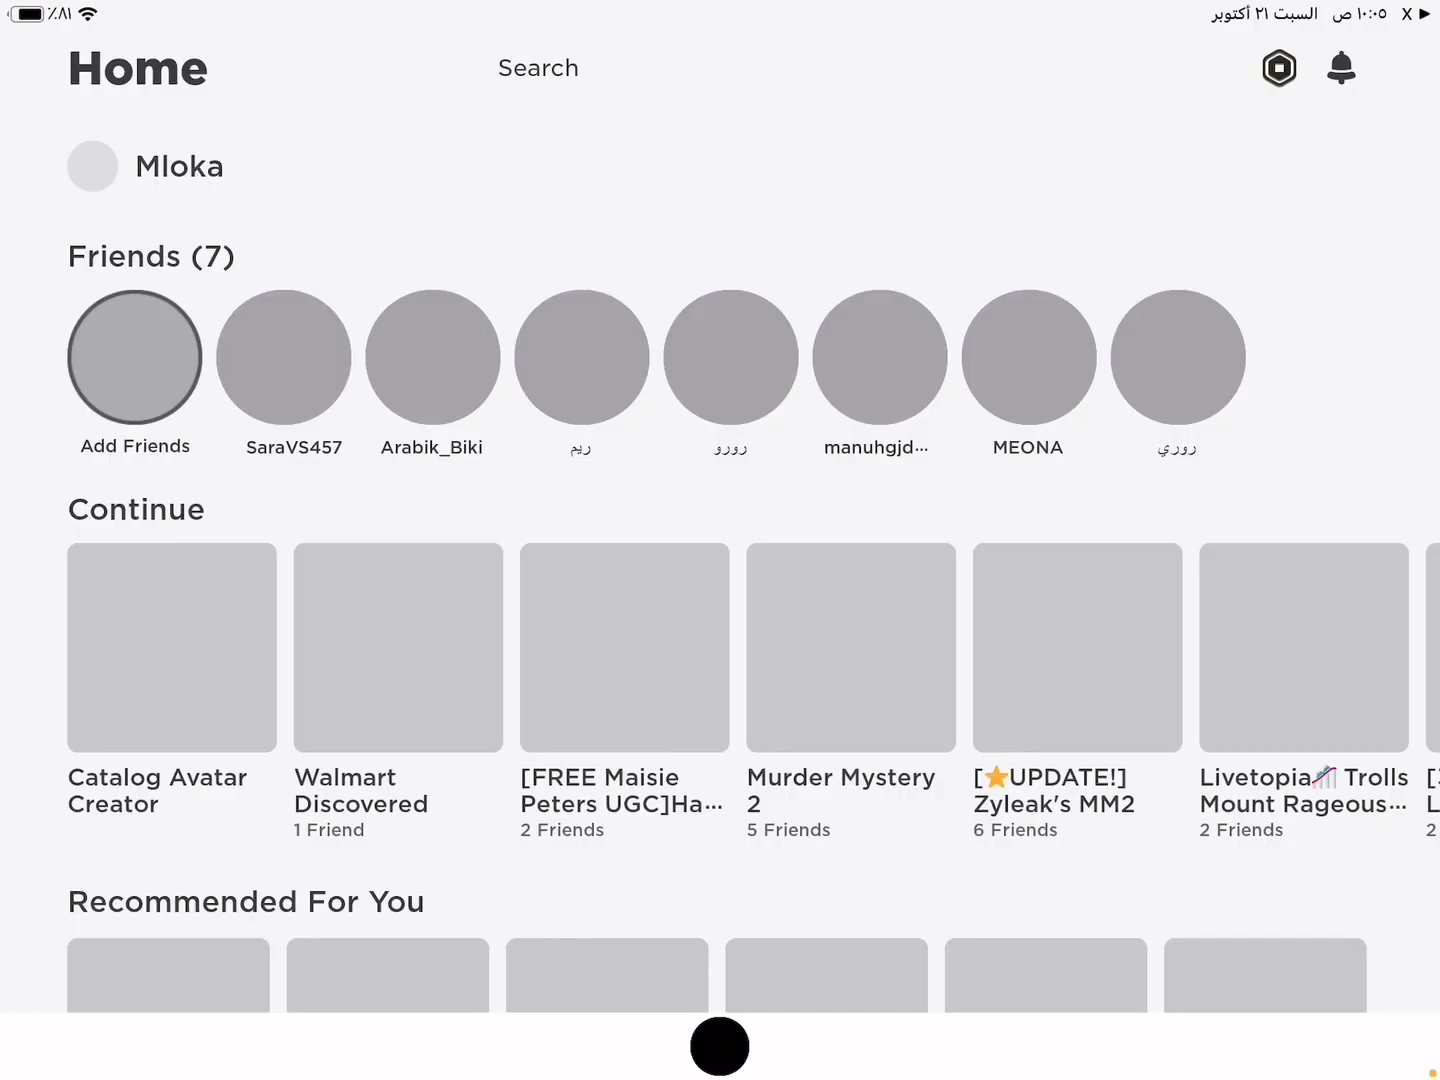 ٪٨١
السبت ٢١ أكتوبر ١٠:٠٥ ص X
Home
Search
Mloka
Friends (7)
Add Friends
SaraVS457
Arabik_Biki
ريم
رورو
manuhgjd...
MEONA
روري
Continue
Catalog Avatar
Creator
Walmart
Discovered
1 Friend
[FREE Maisie
Peters UGC]Ha...
2 Friends
Murder Mystery
2
5 Friends
[⭐UPDATE!]
Zyleak's MM2
6 Friends
Livetopia📈 Trolls
Mount Rageous...
2 Friends
2
Recommended For You